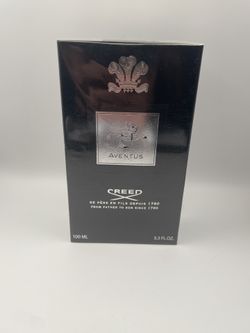 AVENTUS
CREED
DE PÈRE EN FILS DEPUIS 1760
FROM FATHER TO SON SINCE 1760
100 ML
3.3 FL.OZ.